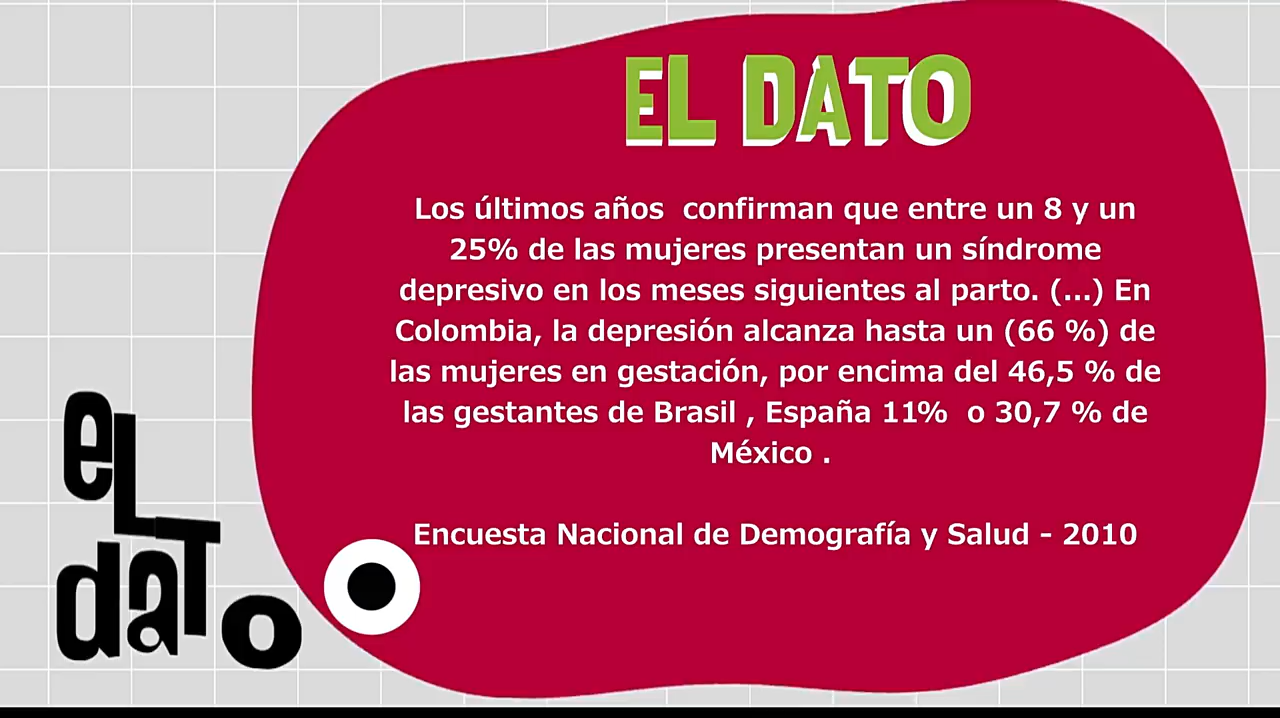 EL DATO
Los últimos años  confirman que entre un 8 y un
25% de las mujeres presentan un síndrome
depresivo en los meses siguientes al parto. (...) En
Colombia, la depresión alcanza hasta un (66 %) de
las mujeres en gestación, por encima del 46,5 % de
las gestantes de Brasil , España 11%  o 30,7 % de
México .
Encuesta Nacional de Demografía y Salud - 2010
eL
daTo